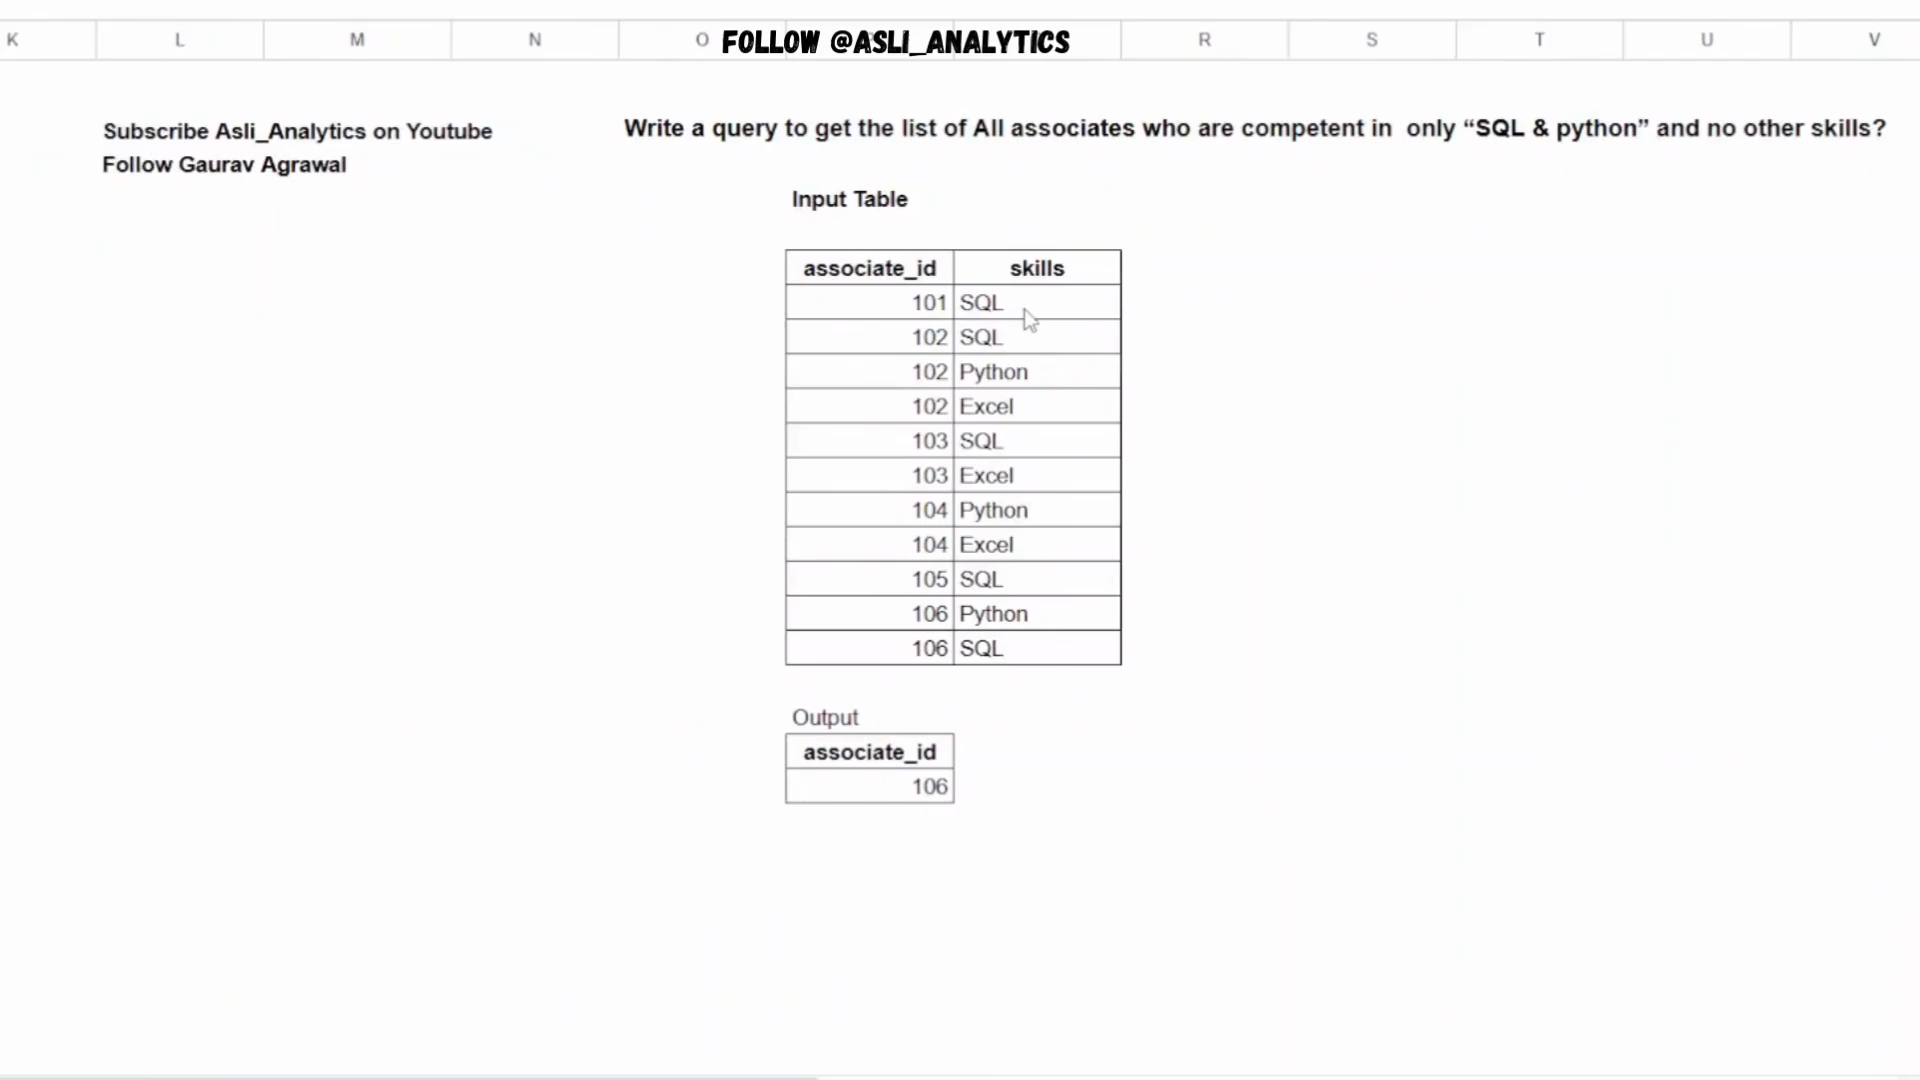 K L M N O FOLLOW @ASLI_ANALYTICS R S T U V
Subscribe Asli_Analytics on Youtube
Follow Gaurav Agrawal
Write a query to get the list of All associates who are competent in only “SQL & python” and no other skills?
Input Table
associate_id skills
101 SQL
102 SQL
102 Python
102 Excel
103 SQL
103 Excel
104 Python
104 Excel
105 SQL
106 Python
106 SQL
Output
associate_id
106